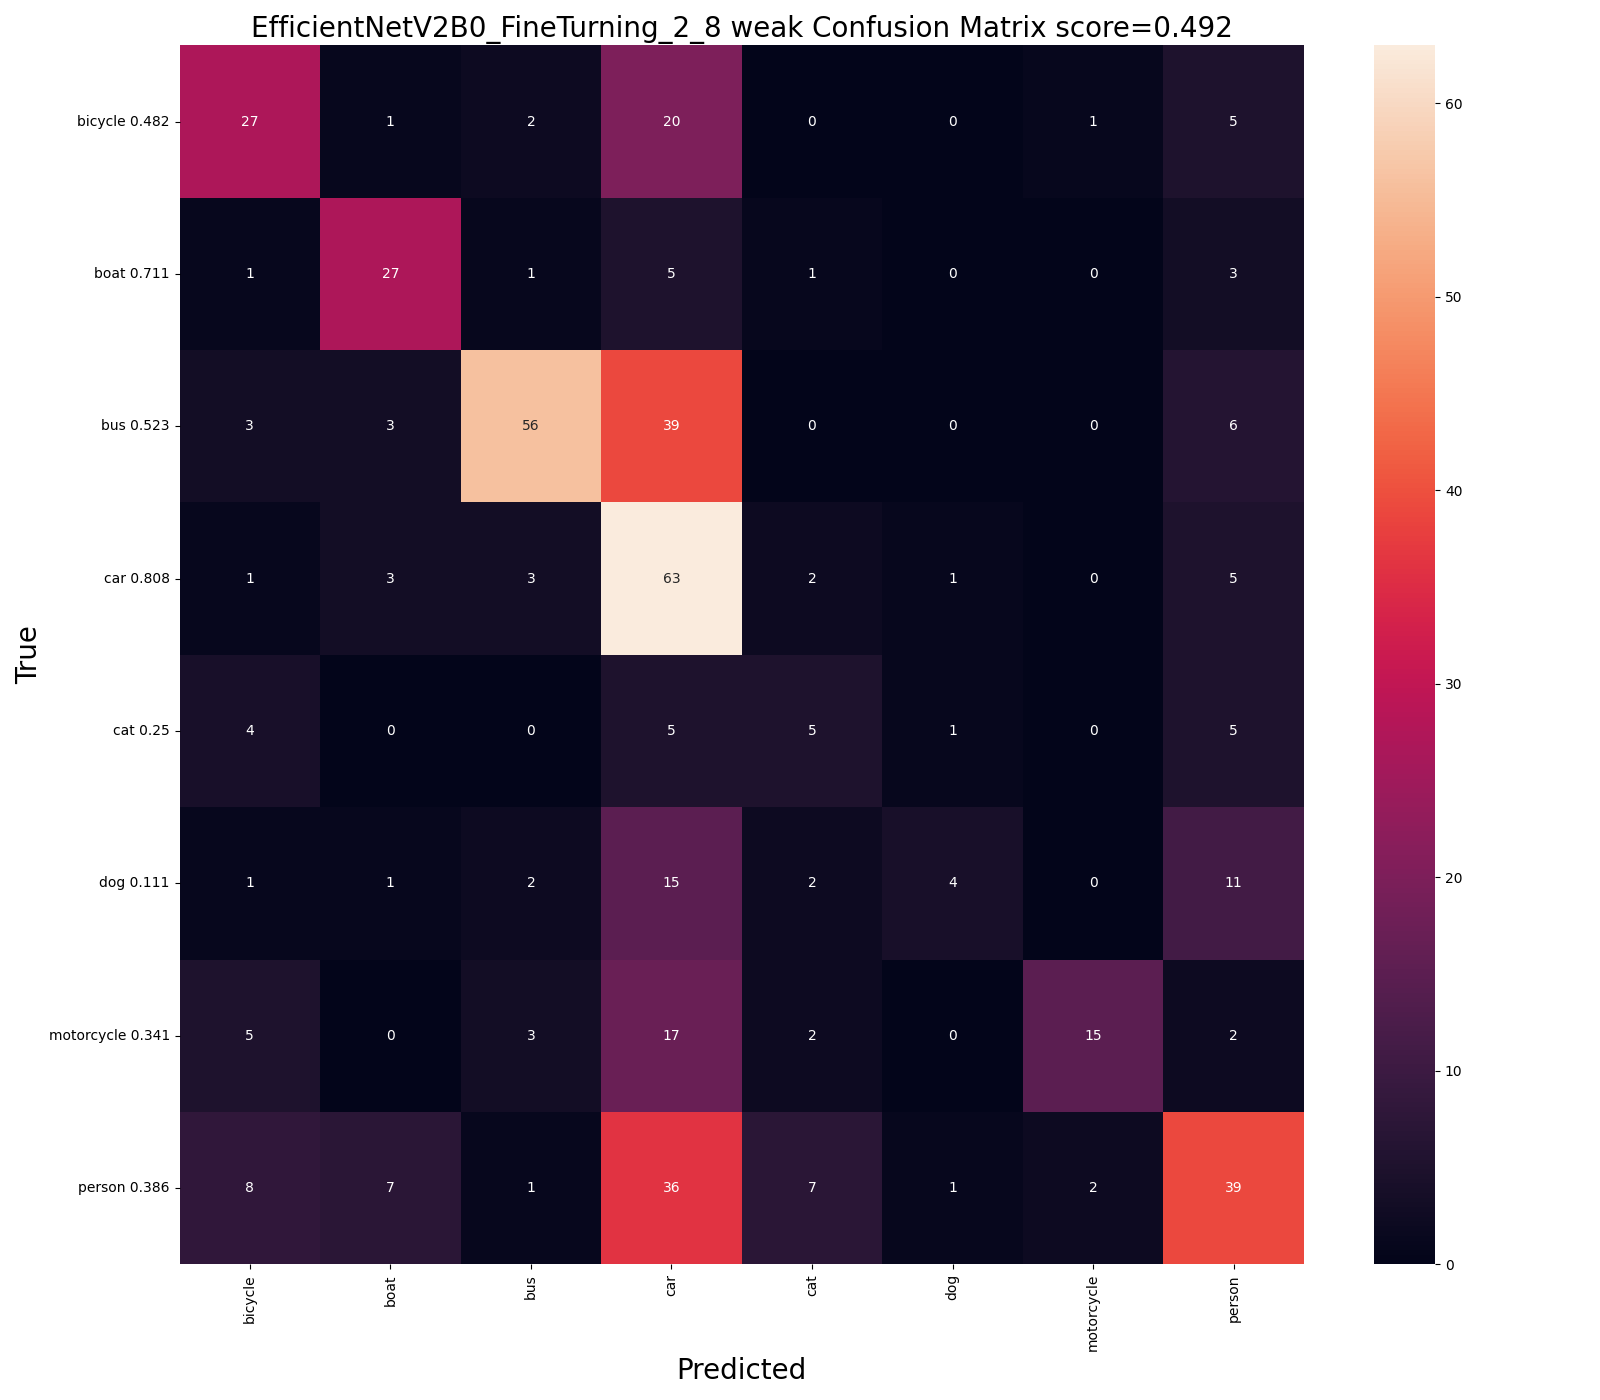 EfficientNetV2B0_FineTurning_2_8 weak Confusion Matrix score=0.492
bicycle 0.482 27 1 2 20 0 0 1 5
boat 0.711 1 27 1 5 1 0 0 3
bus 0.523 3 3 56 39 0 0 0 6
car 0.808 1 3 3 63 2 1 0 5
cat 0.25 4 0 0 5 5 1 0 5
dog 0.111 1 1 2 15 2 4 0 11
motorcycle 0.341 5 0 3 17 2 0 15 2
person 0.386 8 7 1 36 7 1 2 39
True
bicycle boat bus car cat dog motorcycle person
Predicted
60
50
40
30
20
10
0